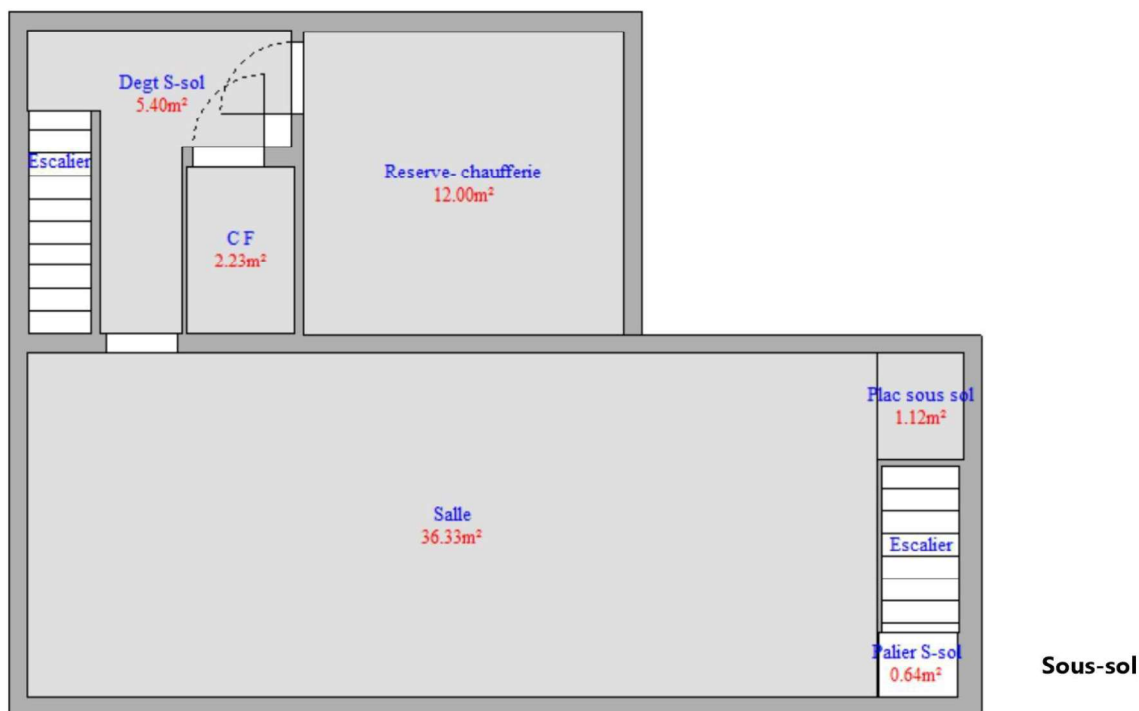 Degt S-sol
5.40m²
Escalier
Reserve- chaufferie
12.00m²
C F
2.23m²
Plac sous sol
1.12m²
Salle
36.33m²
Escalier
Palier S-sol
0.64m²
Sous-sol